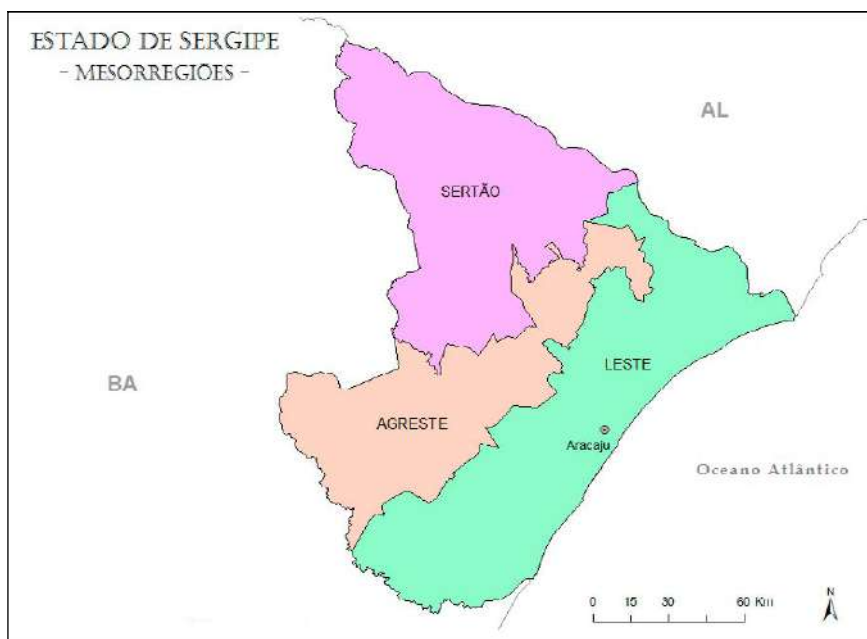 ESTADO DE SERGIPE
- MESORREGIÕES -
AL
SERTÃO
LESTE
BA
AGRESTE
Aracaju
Oceano Atlântico
N
0 15 30 60 Km